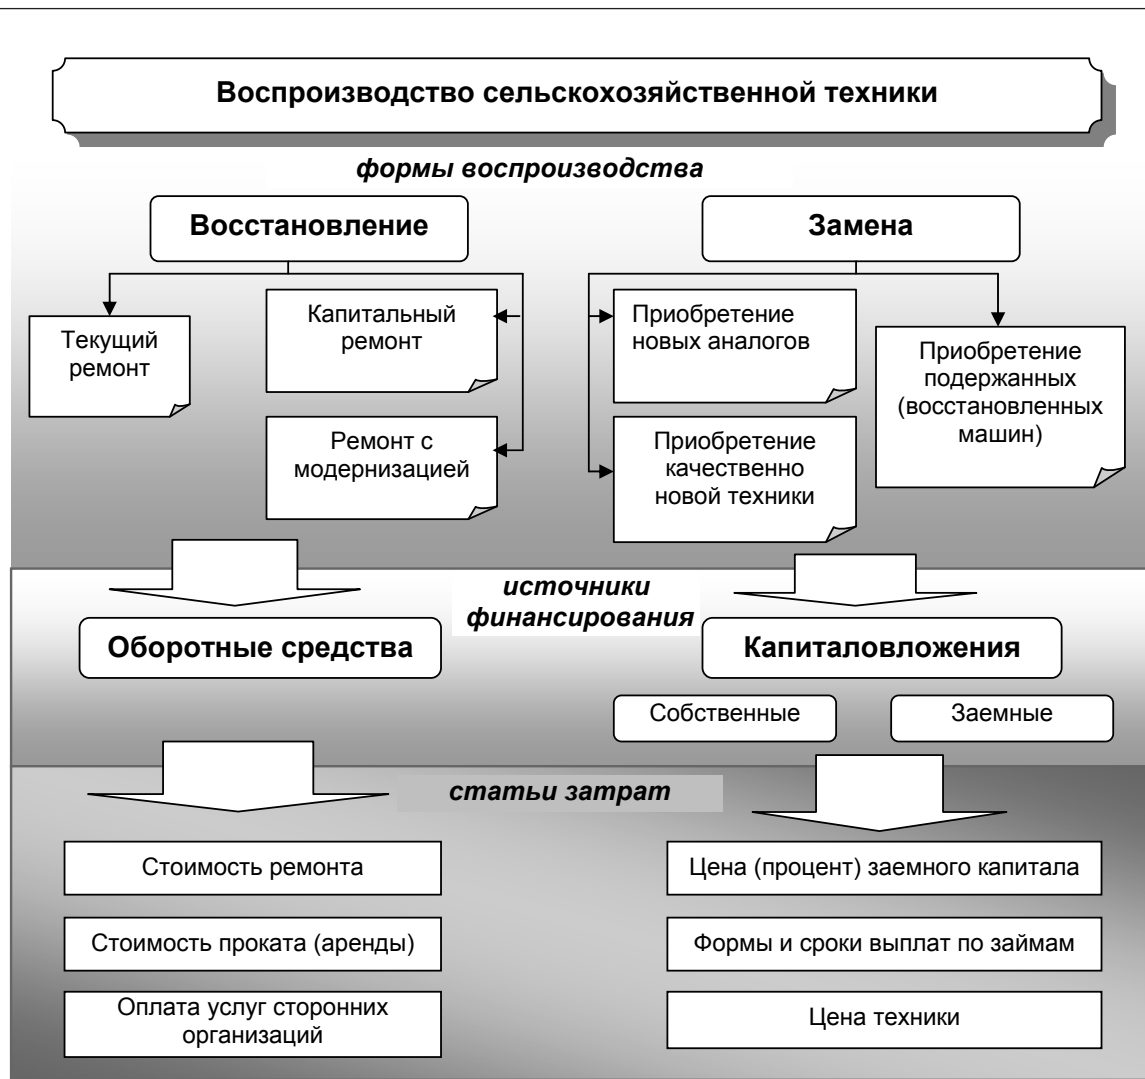 Воспроизводство сельскохозяйственной техники
формы воспроизводства
Восстановление
Замена
Текущий
ремонт
Капитальный
ремонт
Ремонт с
модернизацией
Приобретение
новых аналогов
Приобретение
качественно
новой техники
Приобретение
подержанных
(восстановленных
машин)
источники
финансирования
Оборотные средства
Капиталовложения
Собственные
Заемные
статьи затрат
Стоимость ремонта
Стоимость проката (аренды)
Оплата услуг сторонних
организаций
Цена (процент) заемного капитала
Формы и сроки выплат по займам
Цена техники